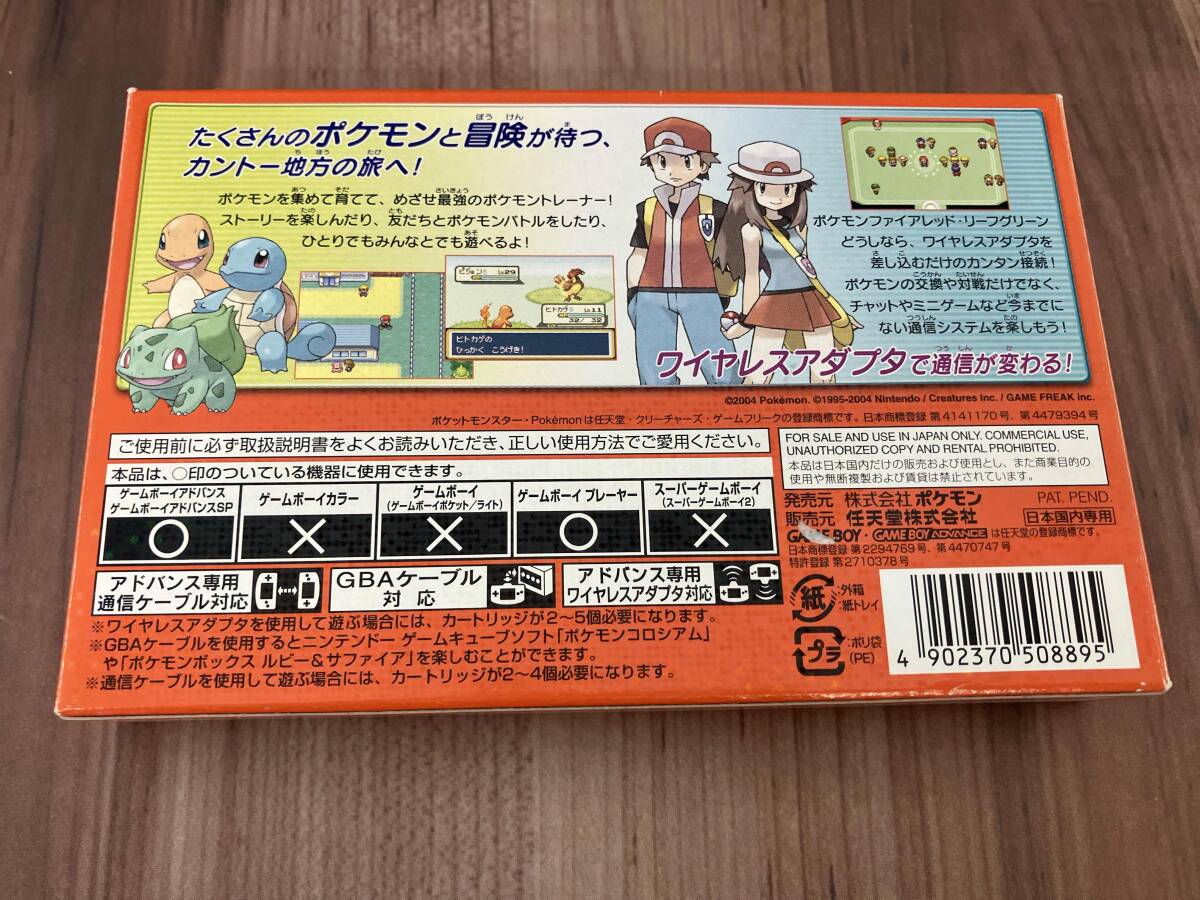 たくさんのポケモンと冒険が待つ、
カントー地方の旅へ!
ポケモンを集めて育てて、めざせ最強のポケモントレーナー!
ストーリーを楽しんだり、友だちとポケモンバトルをしたり、
ひとりでもみんなとでも遊べるよ!
ピジョン Lv29
ヒトカゲ Lv11
32/ 32
ヒトカゲの
ひっかく こうげき!
ポケモンファイアレッド・リーフグリーン
どうしなら、ワイヤレスアダプタを
差し込むだけのカンタン接続!
ポケモンの交換や対戦だけでなく、
チャットやミニゲームなど今までに
ない通信システムを楽しもう!
ワイヤレスアダプタで通信が変わる!
©2004 Pokémon. ©1995-2004 Nintendo / Creatures Inc. / GAME FREAK inc.
ポケットモンスター・Pokémonは任天堂・クリーチャーズ・ゲームフリークの登録商標です。日本商標登録 第4141170号、第4479394号
ご使用前に必ず取扱説明書をよくお読みいただき、正しい使用方法でご愛用ください。
本品は、○印のついている機器に使用できます。
ゲームボーイアドバンス
ゲームボーイアドバンスSP
ゲームボーイカラー
ゲームボーイ
(ゲームボーイポケット/ライト)
ゲームボーイ プレーヤー
スーパーゲームボーイ
(スーパーゲームボーイ2)
○ × × ○ ×
アドバンス専用
通信ケーブル対応
GBAケーブル
対応
アドバンス専用
ワイヤレスアダプタ対応
※ワイヤレスアダプタを使用して遊ぶ場合には、カートリッジが2~5個必要になります。
※GBAケーブルを使用するとニンテンドー ゲームキューブソフト「ポケモンコロシアム」
や「ポケモンボックス ルビー&サファイア」を楽しむことができます。
※通信ケーブルを使用して遊ぶ場合には、カートリッジが2~4個必要になります。
FOR SALE AND USE IN JAPAN ONLY. COMMERCIAL USE,
UNAUTHORIZED COPY AND RENTAL PROHIBITED.
本品は日本国内だけの販売および使用とし、また商業目的の
使用や無断複製および賃貸は禁止されています。
発売元 株式会社 ポケモン PAT. PEND.
販売元 任天堂株式会社 日本国内専用
GAME BOY・GAME BOY ADVANCE は任天堂の登録商標です。
日本商標登録 第2294769号、第4470747号
特許登録 第2710378号
紙 :外箱
:紙トレイ
プラ :ポリ袋
(PE)
4 902370 508895